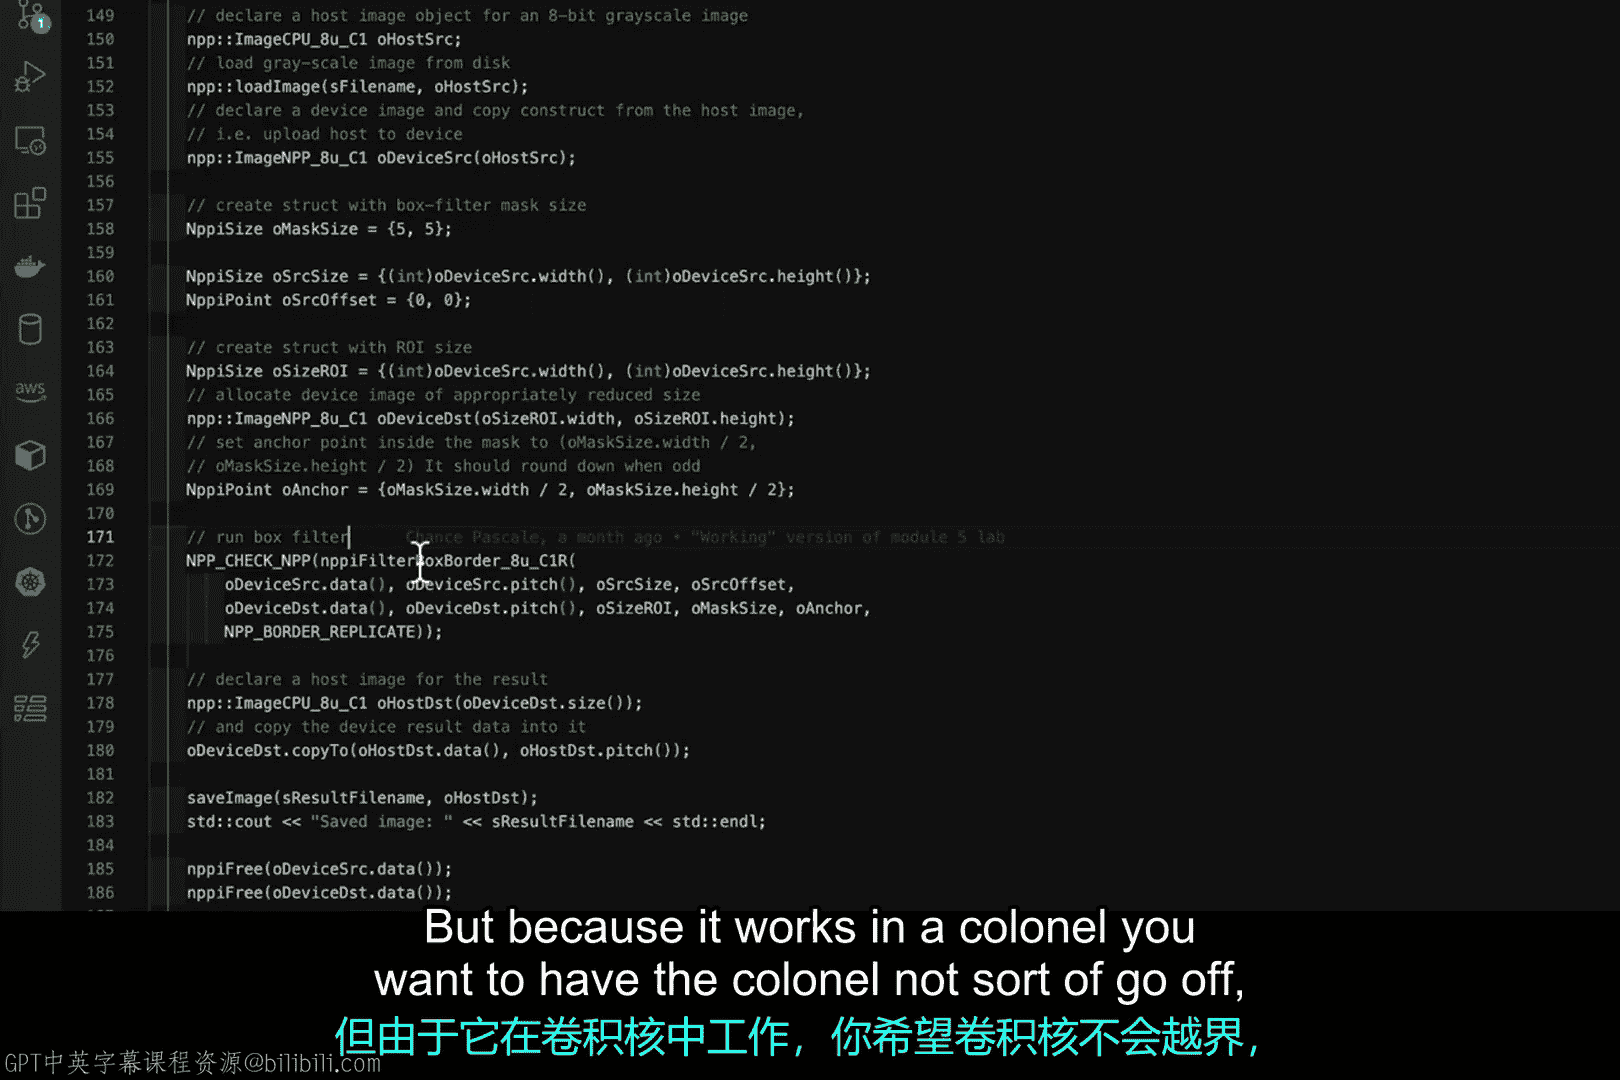 1
aws
149 // declare a host image object for an 8-bit grayscale image
150 npp::ImageCPU_8u_C1 oHostSrc;
151 // load gray-scale image from disk
152 npp::loadImage(sFilename, oHostSrc);
153 // declare a device image and copy construct from the host image,
154 // i.e. upload host to device
155 npp::ImageNPP_8u_C1 oDeviceSrc(oHostSrc);
156
157 // create struct with box-filter mask size
158 NppiSize oMaskSize = {5, 5};
159
160 NppiSize oSrcSize = {(int)oDeviceSrc.width(), (int)oDeviceSrc.height()};
161 NppiPoint oSrcOffset = {0, 0};
162
163 // create struct with ROI size
164 NppiSize oSizeROI = {(int)oDeviceSrc.width(), (int)oDeviceSrc.height()};
165 // allocate device image of appropriately reduced size
166 npp::ImageNPP_8u_C1 oDeviceDst(oSizeROI.width, oSizeROI.height);
167 // set anchor point inside the mask to (oMaskSize.width / 2,
168 // oMaskSize.height / 2) It should round down when odd
169 NppiPoint oAnchor = {oMaskSize.width / 2, oMaskSize.height / 2};
170
171 // run box filter Chance Pascale, a month ago • "Working" version of module 5 lab
172 NPP_CHECK_NPP(nppiFilterBoxBorder_8u_C1R(
173 oDeviceSrc.data(), oDeviceSrc.pitch(), oSrcSize, oSrcOffset,
174 oDeviceDst.data(), oDeviceDst.pitch(), oSizeROI, oMaskSize, oAnchor,
175 NPP_BORDER_REPLICATE));
176
177 // declare a host image for the result
178 npp::ImageCPU_8u_C1 oHostDst(oDeviceDst.size());
179 // and copy the device result data into it
180 oDeviceDst.copyTo(oHostDst.data(), oHostDst.pitch());
181
182 saveImage(sResultFilename, oHostDst);
183 std::cout << "Saved image: " << sResultFilename << std::endl;
184
185 nppiFree(oDeviceSrc.data());
186 nppiFree(oDeviceDst.data());
But because it works in a colonel you
want to have the colonel not sort of go off,
但由于它在卷积核中工作，你希望卷积核不会越界，
GPT中英字幕课程资源@bilibili.com